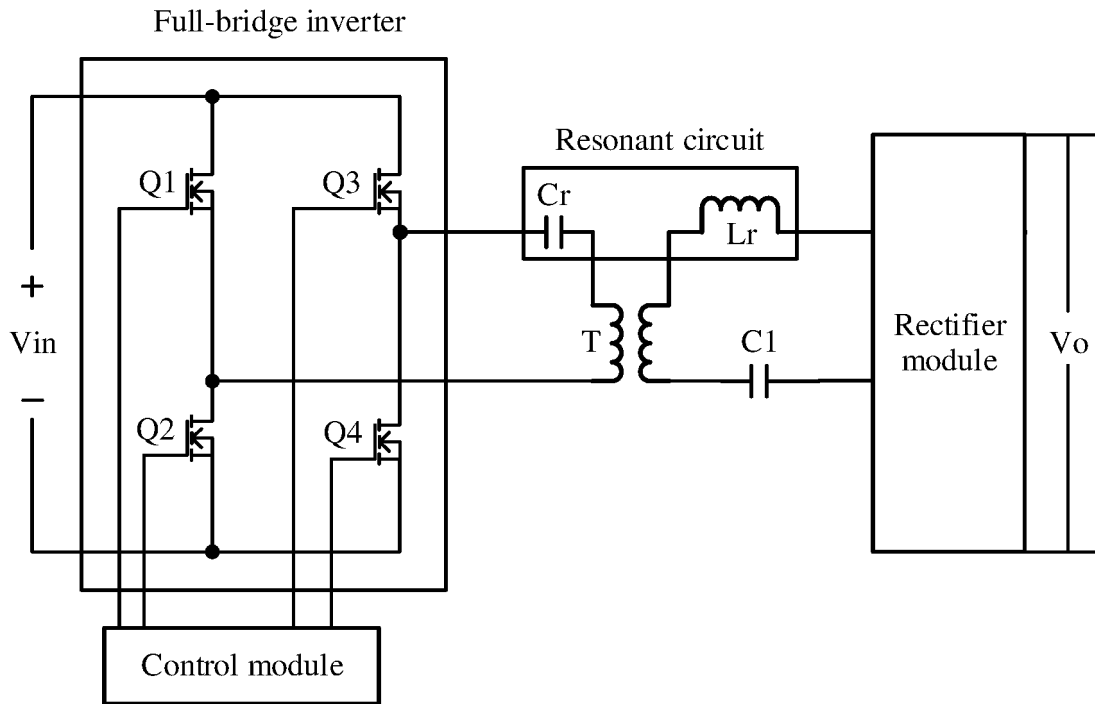 Full-bridge inverter
Resonant circuit
Q1
Q3
Cr
Lr
+
Vin
−
T
C1
Rectifier
module
Vo
Q2
Q4
Control module